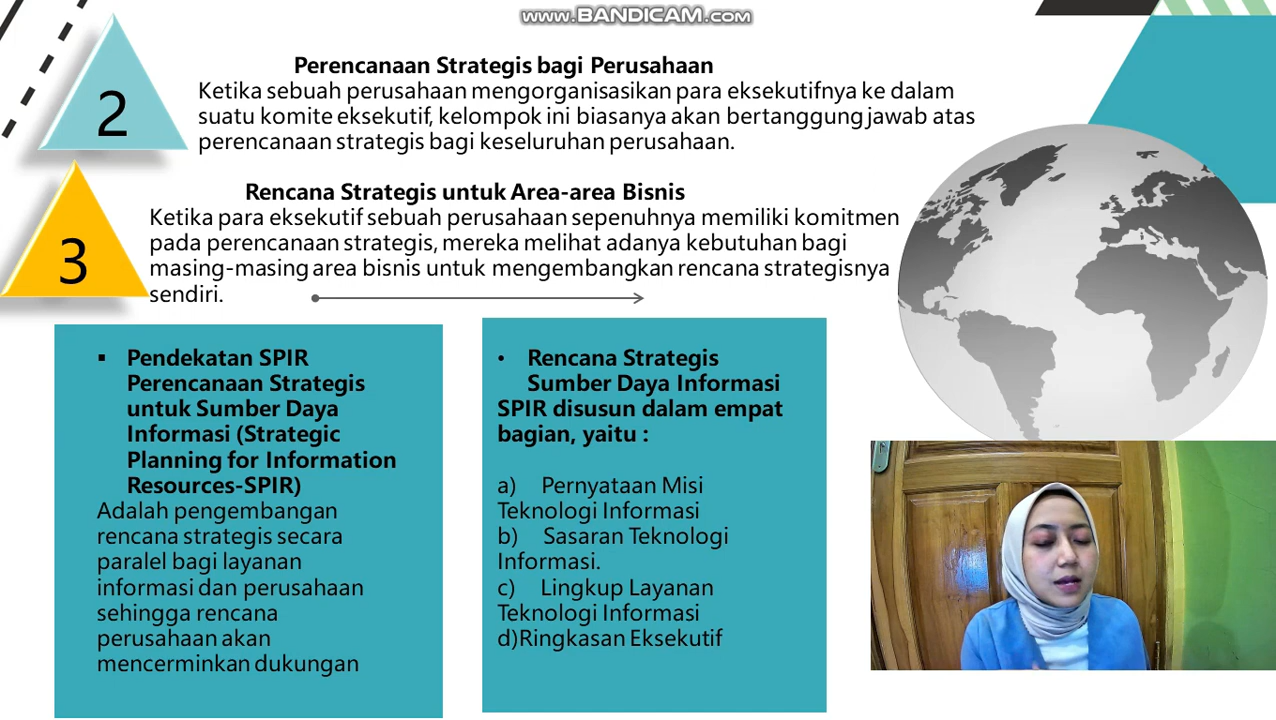 www.BANDICAM.com
2
Perencanaan Strategis bagi Perusahaan
Ketika sebuah perusahaan mengorganisasikan para eksekutifnya ke dalam
suatu komite eksekutif, kelompok ini biasanya akan bertanggung jawab atas
perencanaan strategis bagi keseluruhan perusahaan.
3
Rencana Strategis untuk Area-area Bisnis
Ketika para eksekutif sebuah perusahaan sepenuhnya memiliki komitmen
pada perencanaan strategis, mereka melihat adanya kebutuhan bagi
masing-masing area bisnis untuk mengembangkan rencana strategisnya
sendiri.
▪ Pendekatan SPIR
Perencanaan Strategis
untuk Sumber Daya
Informasi (Strategic
Planning for Information
Resources-SPIR)
Adalah pengembangan
rencana strategis secara
paralel bagi layanan
informasi dan perusahaan
sehingga rencana
perusahaan akan
mencerminkan dukungan
• Rencana Strategis
Sumber Daya Informasi
SPIR disusun dalam empat
bagian, yaitu :
a) Pernyataan Misi
Teknologi Informasi
b) Sasaran Teknologi
Informasi.
c) Lingkup Layanan
Teknologi Informasi
d)Ringkasan Eksekutif